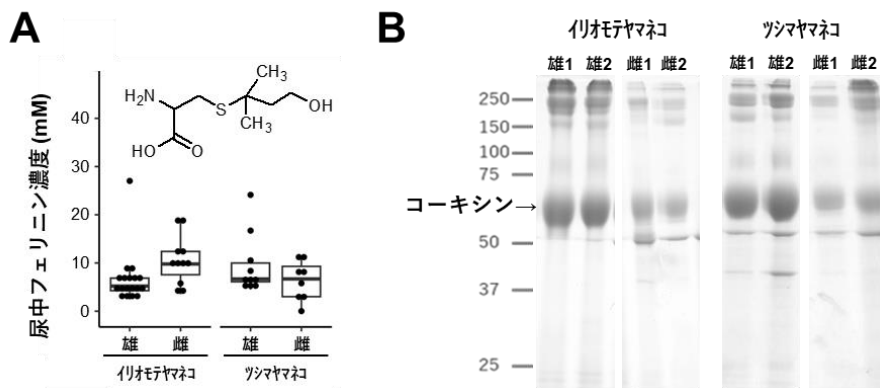 A
尿中フェリニン濃度 (mM)
40
30
20
10
0
H₂N
HO
O
S
CH₃
CH₃
OH
雄 雌 雄 雌
イリオモテヤマネコ ツシマヤマネコ
B
イリオモテヤマネコ ツシマヤマネコ
雄1 雄2 雌1 雌2 雄1 雄2 雌1 雌2
250
150
100
75
コーキシン→
50
37
25